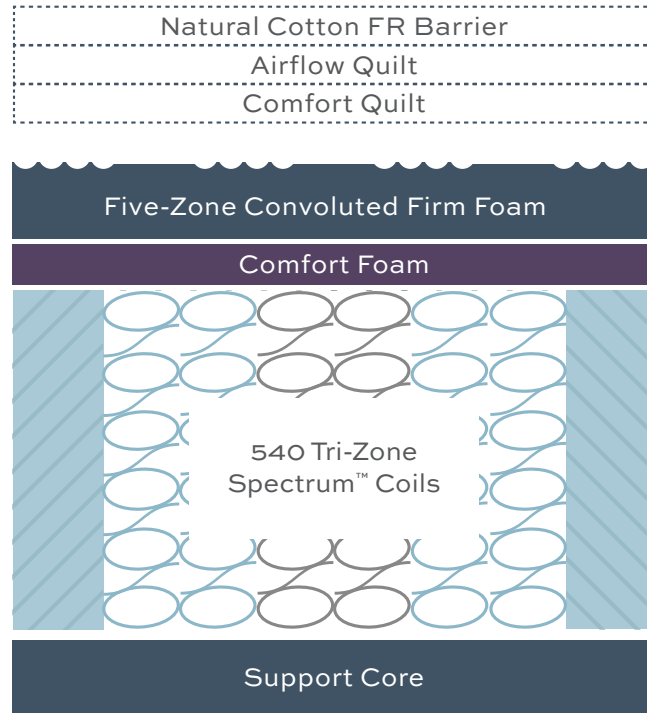 Natural Cotton FR Barrier
Airflow Quilt
Comfort Quilt
Five-Zone Convoluted Firm Foam
Comfort Foam
540 Tri-Zone
Spectrum™ Coils
Support Core